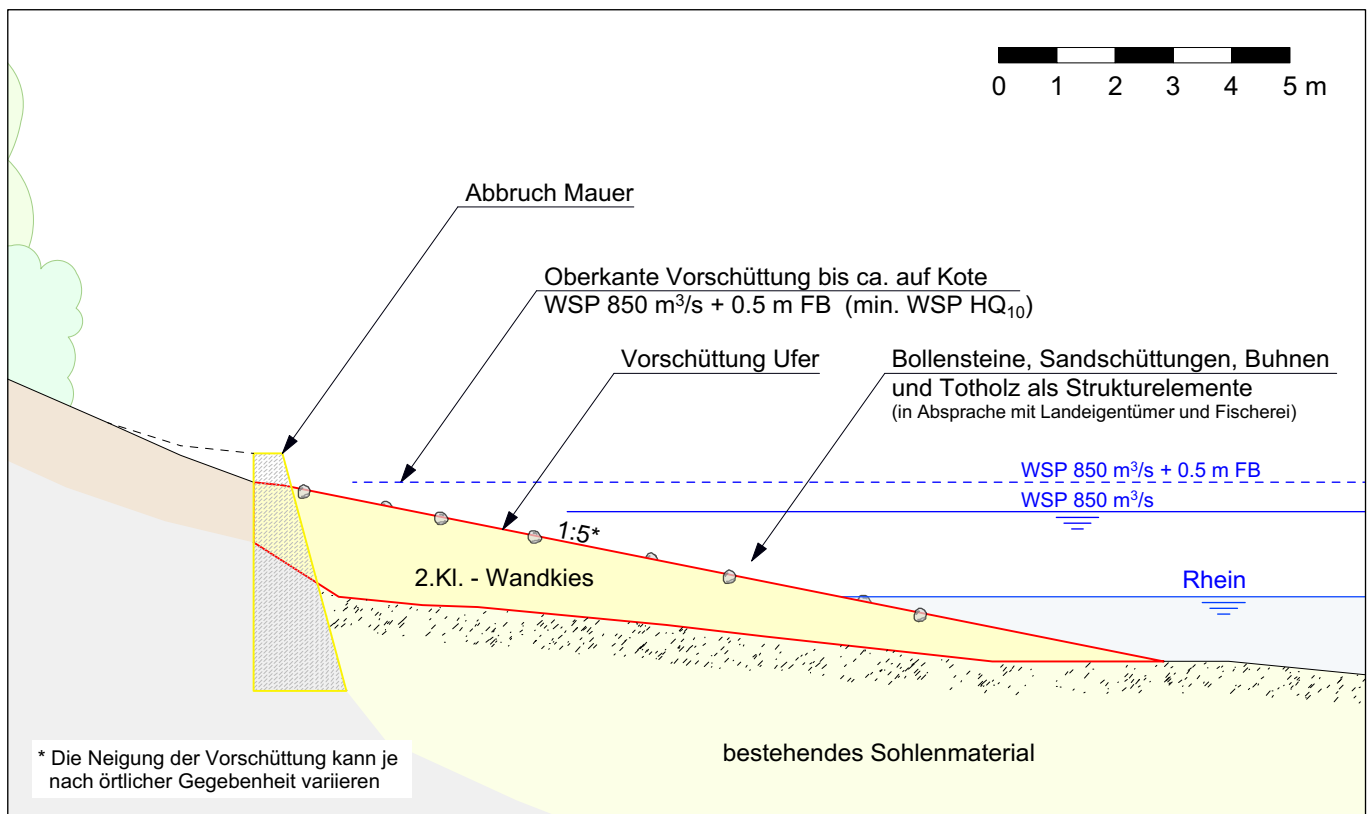 0 1 2 3 4 5 m
Abbruch Mauer
Oberkante Vorschüttung bis ca. auf Kote
WSP 850 m³/s + 0.5 m FB (min. WSP HQ₁₀)
Vorschüttung Ufer
Bollensteine, Sandschüttungen, Buhnen
und Totholz als Strukturelemente
(in Absprache mit Landeigentümer und Fischerei)
WSP 850 m³/s + 0.5 m FB
WSP 850 m³/s
1:5*
2.Kl. - Wandkies
Rhein
bestehendes Sohlenmaterial
* Die Neigung der Vorschüttung kann je
nach örtlicher Gegebenheit variieren